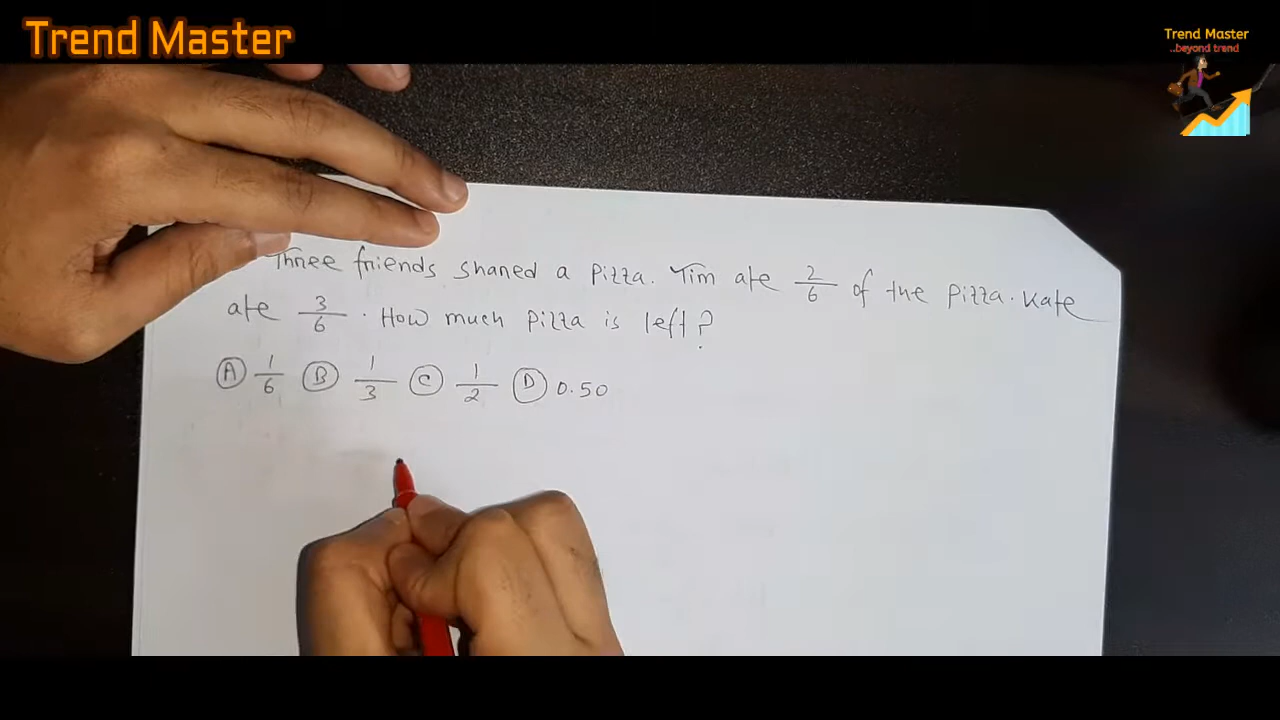 Trend Master
Trend Master
..beyond trend
Three friends shared a Pizza. Tim ate 2/6 of the Pizza. Kate
ate 3/6. How much Pizza is left?
(A) 1/6 (B) 1/3 (C) 1/2 (D) 0.50